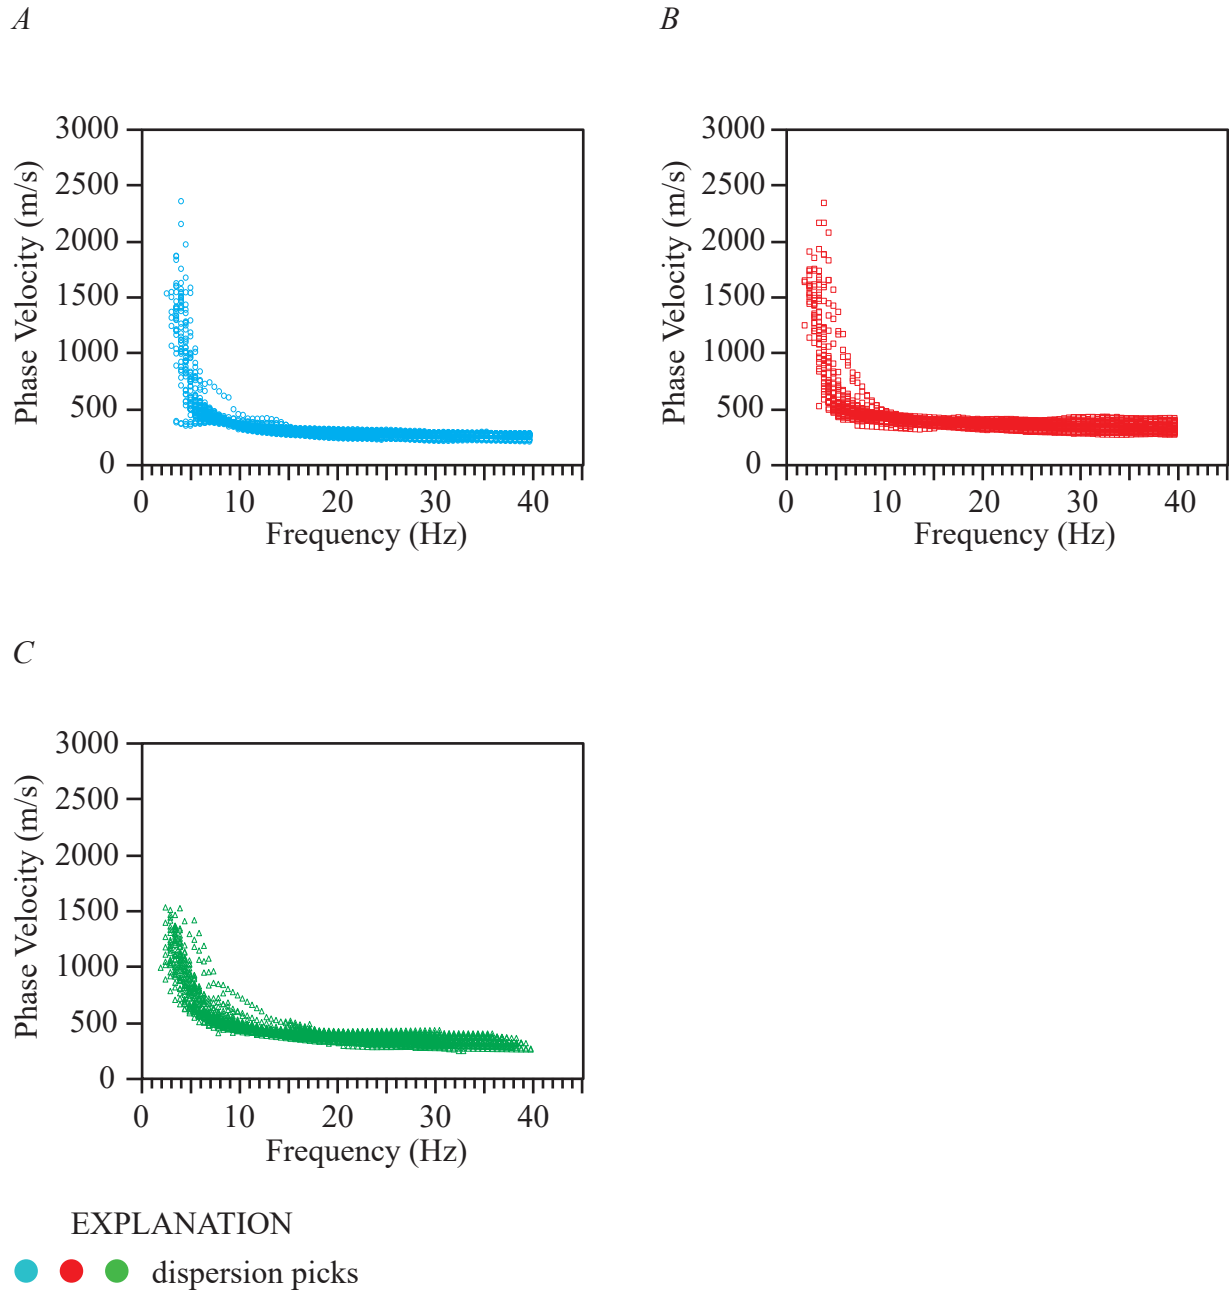 A
3000
2500
2000
1500
1000
500
0
Phase Velocity (m/s)
0 10 20 30 40
Frequency (Hz)
B
3000
2500
2000
1500
1000
500
0
Phase Velocity (m/s)
0 10 20 30 40
Frequency (Hz)
C
3000
2500
2000
1500
1000
500
0
Phase Velocity (m/s)
0 10 20 30 40
Frequency (Hz)
EXPLANATION
dispersion picks